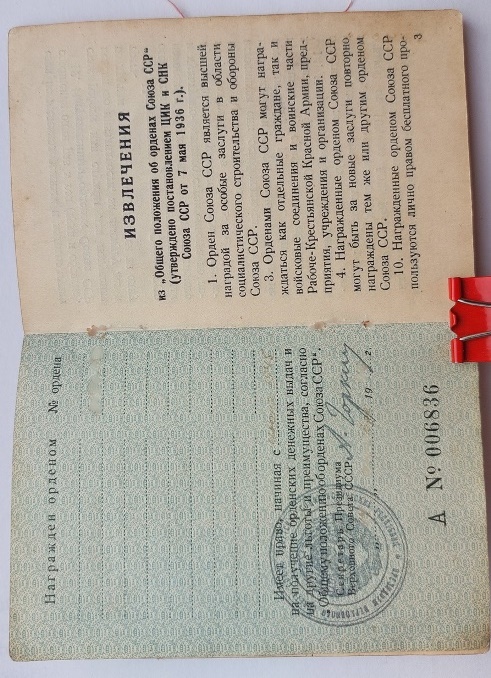 Награжден орденом № ордена
Имеет право, начиная с
на получение орденских денежных выдач и
на другие льготы и преимущества, согласно
„Общему положению об орденах Союза ССР“.
Секретарь Президиума
Верховного Совета СССР А. Горкин
19
А № 006836
ИЗВЛЕЧЕНИЯ
из „Общего положения об орденах Союза ССР“
(утверждено постановлением ЦИК и СНК
Союза ССР от 7 мая 1936 г.).
1. Орден Союза ССР является высшей
наградой за особые заслуги в области
социалистического строительства и обороны
Союза ССР.
3. Орденами Союза ССР могут награ-
ждаться как отдельные граждане, так и
войсковые соединения и воинские части
Рабоче-Крестьянской Красной Армии, пред-
приятия, учреждения и организации.
4. Награжденные орденом Союза ССР
могут быть за новые заслуги повторно
награждены тем же или другим орденом
Союза ССР.
10. Награжденные орденом Союза ССР
пользуются лично правом бесплатного про-
3